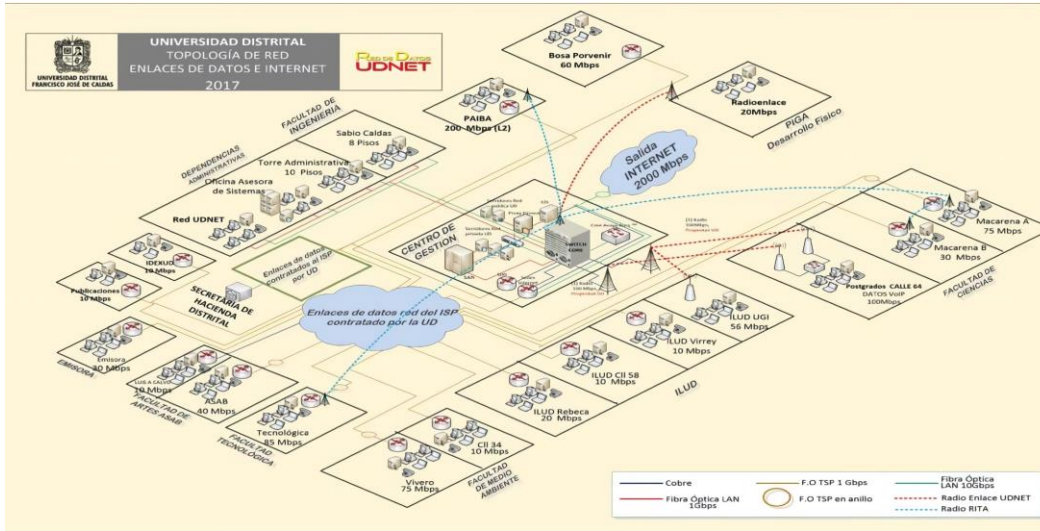 UNIVERSIDAD DISTRITAL
FRANCISCO JOSÉ DE CALDAS
UNIVERSIDAD DISTRITAL
TOPOLOGÍA DE RED
ENLACES DE DATOS E INTERNET
2017
RED DE DATOS
UDNET
Bosa Porvenir
60 Mbps
PAIBA
200 Mbps (L2)
Radioenlace
20Mbps
PIGA
Desarrollo Físico
FACULTAD DE
INGENIERIA
Sabio Caldas
8 Pisos
DEPENDENCIAS
ADMINISTRATIVAS
Torre Administrativa
10 Pisos
Oficina Asesora
de Sistemas
Red UDNET
Salida
INTERNET
2000 Mbps
CENTRO DE
GESTION
SWITCH
CORE
Macarena A
75 Mbps
Macarena B
30 Mbps
FACULTAD DE
CIENCIAS
Postgrados CALLE 64
DATOS VoIP
100Mbps
IDEXUD
10 Mbps
Publicaciones
10 Mbps
SECRETARÍA DE
HACIENDA
DISTRITAL
Enlaces de datos
contratados al ISP
por UD
Enlaces de datos red del ISP
contratado por la UD
ILUD UGI
56 Mbps
ILUD Virrey
10 Mbps
ILUD Cll 58
10 Mbps
ILUD Rebeca
20 Mbps
ILUD
Emisora
30 Mbps
EMISORA
LUIS A CALVO
10 Mbps
ASAB
40 Mbps
FACULTAD DE
ARTES ASAB
Tecnológica
85 Mbps
FACULTAD
TECNOLÓGICA
Cll 34
10 Mbps
Vivero
75 Mbps
FACULTAD
DE MEDIO
AMBIENTE
Cobre
Fibra Óptica LAN
1Gbps
F.O TSP 1 Gbps
F.O TSP en anillo
Fibra Óptica
LAN 10Gbps
Radio Enlace UDNET
Radio RITA